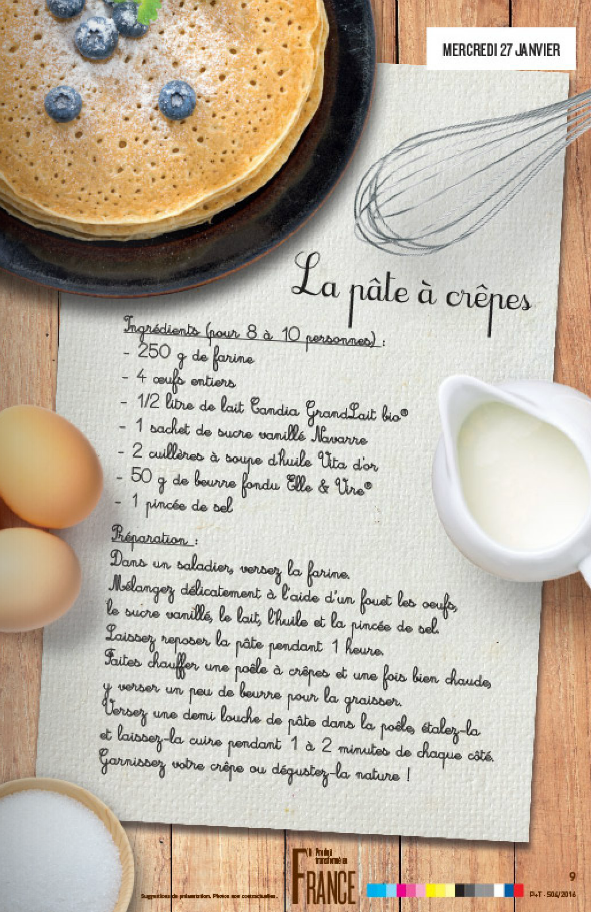 MERCREDI 27 JANVIER
La pâte à crêpes
Ingrédients (pour 8 à 10 personnes) :
- 250 g de farine
- 4 œufs entiers
- 1/2 litre de lait Candia GrandLait bio®
- 1 sachet de sucre vanillé Navarre
- 2 cuillères à soupe d'huile Vita d'or
- 50 g de beurre fondu Elle & Vire®
- 1 pincée de sel
Préparation :
Dans un saladier, versez la farine.
Mélangez délicatement à l'aide d'un fouet les oeufs,
le sucre vanillé, le lait, l'huile et la pincée de sel.
Laissez reposer la pâte pendant 1 heure.
Faites chauffer une poêle à crêpes et une fois bien chaude,
y verser un peu de beurre pour la graisser.
Versez une demi louche de pâte dans la poêle, étalez-la
et laissez-la cuire pendant 1 à 2 minutes de chaque côté.
Garnissez votre crêpe ou dégustez-la nature !
Suggestions de présentation. Photos non contractuelles.
Produit
transformé en
FRANCE
9
P+T - S04/2016